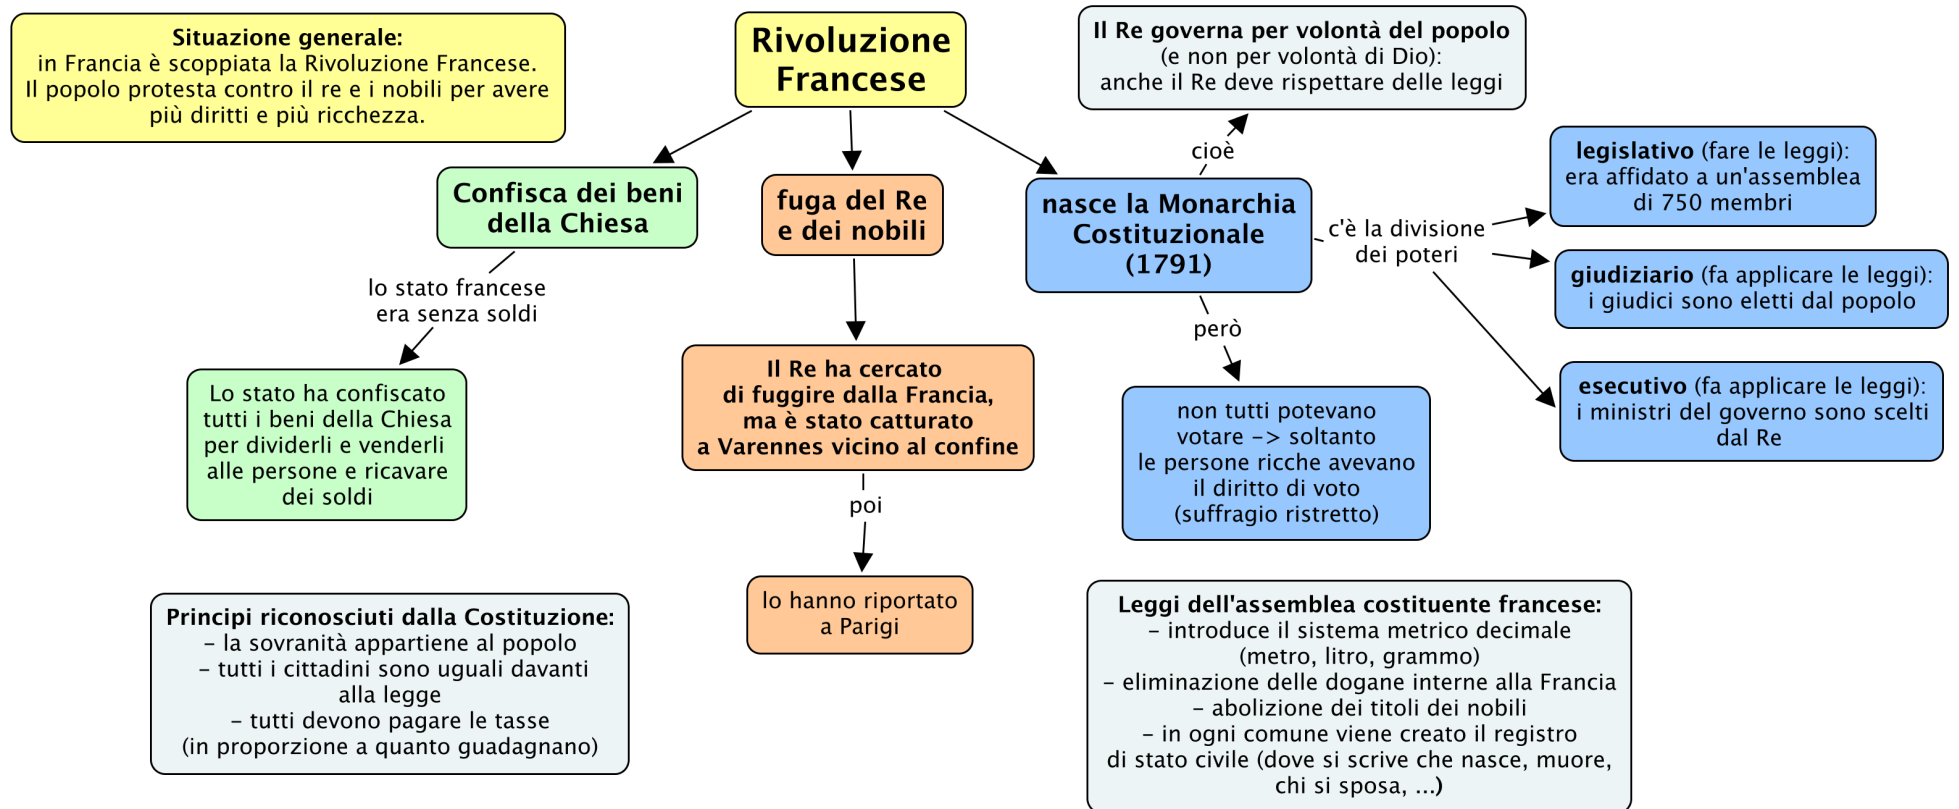 Situazione generale:
in Francia è scoppiata la Rivoluzione Francese.
Il popolo protesta contro il re e i nobili per avere
più diritti e più ricchezza.
Rivoluzione
Francese
Il Re governa per volontà del popolo
(e non per volontà di Dio):
anche il Re deve rispettare delle leggi
cioè
Confisca dei beni
della Chiesa
fuga del Re
e dei nobili
nasce la Monarchia
Costituzionale
(1791)
c'è la divisione
dei poteri
legislativo (fare le leggi):
era affidato a un'assemblea
di 750 membri
giudiziario (fa applicare le leggi):
i giudici sono eletti dal popolo
esecutivo (fa applicare le leggi):
i ministri del governo sono scelti
dal Re
lo stato francese
era senza soldi
Lo stato ha confiscato
tutti i beni della Chiesa
per dividerli e venderli
alle persone e ricavare
dei soldi
Il Re ha cercato
di fuggire dalla Francia,
ma è stato catturato
a Varennes vicino al confine
poi
lo hanno riportato
a Parigi
però
non tutti potevano
votare -> soltanto
le persone ricche avevano
il diritto di voto
(suffragio ristretto)
Principi riconosciuti dalla Costituzione:
- la sovranità appartiene al popolo
- tutti i cittadini sono uguali davanti
alla legge
- tutti devono pagare le tasse
(in proporzione a quanto guadagnano)
Leggi dell'assemblea costituente francese:
- introduce il sistema metrico decimale
(metro, litro, grammo)
- eliminazione delle dogane interne alla Francia
- abolizione dei titoli dei nobili
- in ogni comune viene creato il registro
di stato civile (dove si scrive che nasce, muore,
chi si sposa, ...)